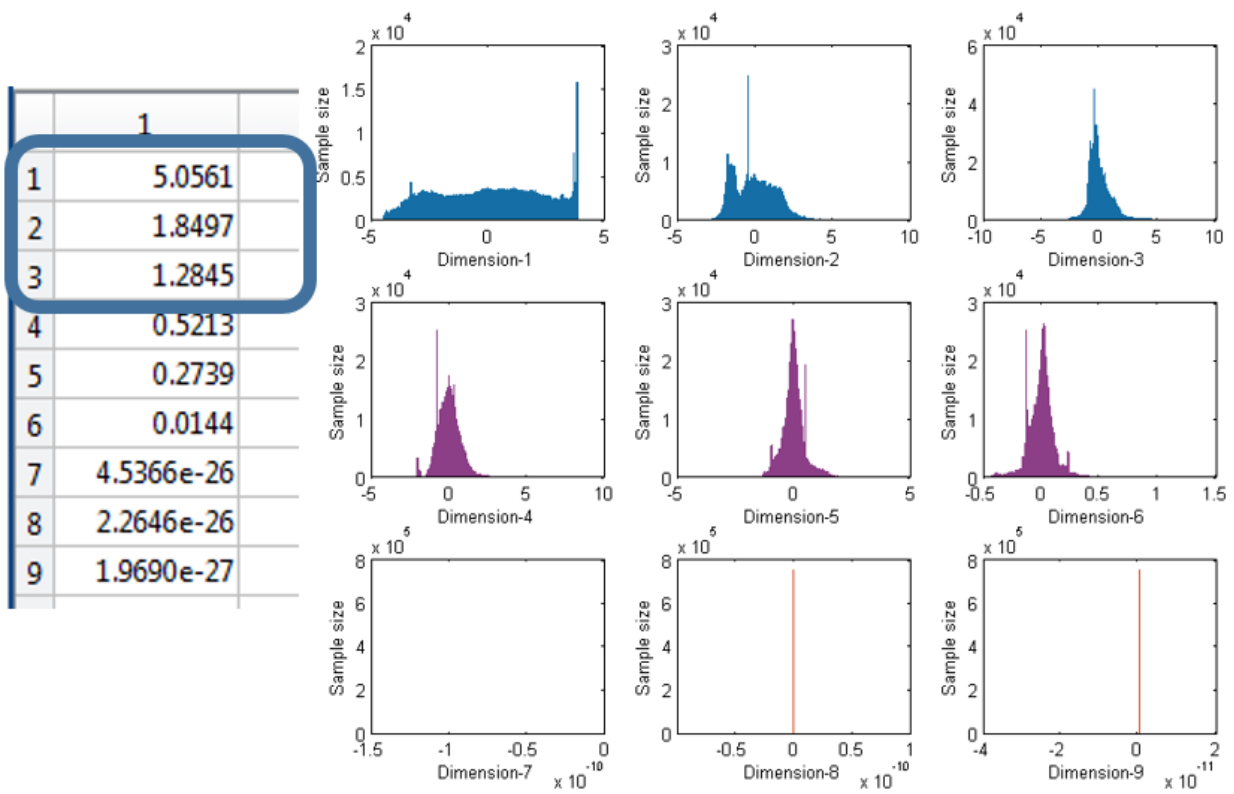 1
1 5.0561
2 1.8497
3 1.2845
4 0.5213
5 0.2739
6 0.0144
7 4.5366e-26
8 2.2646e-26
9 1.9690e-27
x 10^4
2
1.5
1
0.5
0
Sample size
-5 0 5
Dimension-1
x 10^4
3
2
1
0
Sample size
-5 0 5 10
Dimension-2
x 10^4
6
4
2
0
Sample size
-10 -5 0 5 10
Dimension-3
x 10^4
3
2
1
0
Sample size
-5 0 5 10
Dimension-4
x 10^4
3
2
1
0
Sample size
-5 0 5
Dimension-5
x 10^4
3
2
1
0
Sample size
-0.5 0 0.5 1 1.5
Dimension-6
x 10^5
8
6
4
2
0
Sample size
-1.5 -1 -0.5 0
Dimension-7 x 10^-10
x 10^5
8
6
4
2
0
Sample size
-0.5 0 0.5 1
Dimension-8 x 10^-10
x 10^5
8
6
4
2
0
Sample size
-4 -2 0 2
Dimension-9 x 10^-11